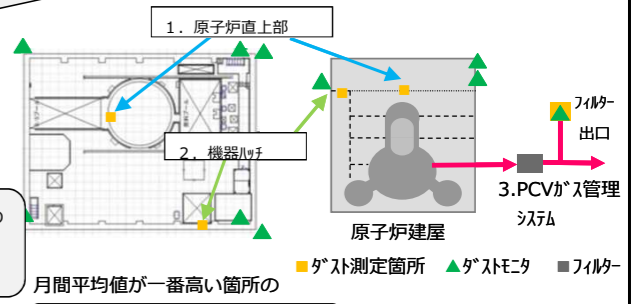 1. 原子炉直上部
2. 機器ハッチ
フィルター
出口
3.PCVガス管理
システム
原子炉建屋
ダスト測定箇所 ダストモニタ フィルター
の
月間平均値が一番高い箇所の